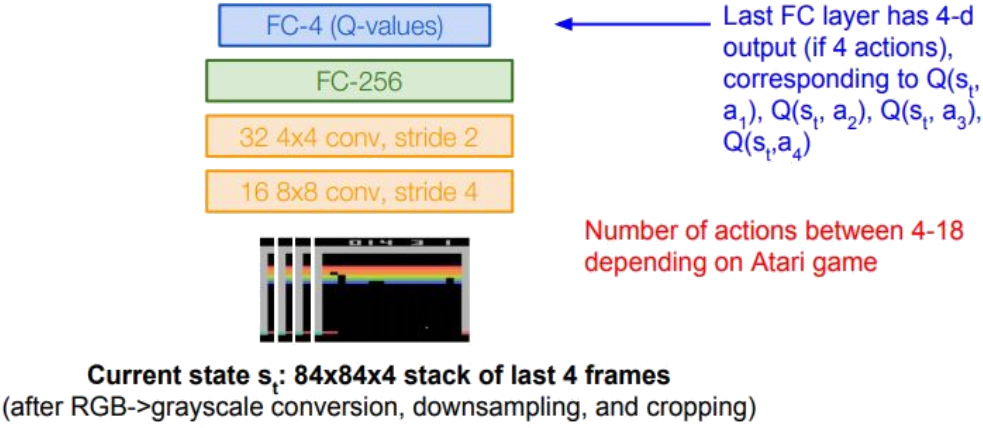 FC-4 (Q-values)
Last FC layer has 4-d
output (if 4 actions),
corresponding to Q(s_t,
a_1), Q(s_t, a_2), Q(s_t, a_3),
Q(s_t,a_4)
FC-256
32 4x4 conv, stride 2
16 8x8 conv, stride 4
Number of actions between 4-18
depending on Atari game
014 3 1
Current state s_t: 84x84x4 stack of last 4 frames
(after RGB->grayscale conversion, downsampling, and cropping)